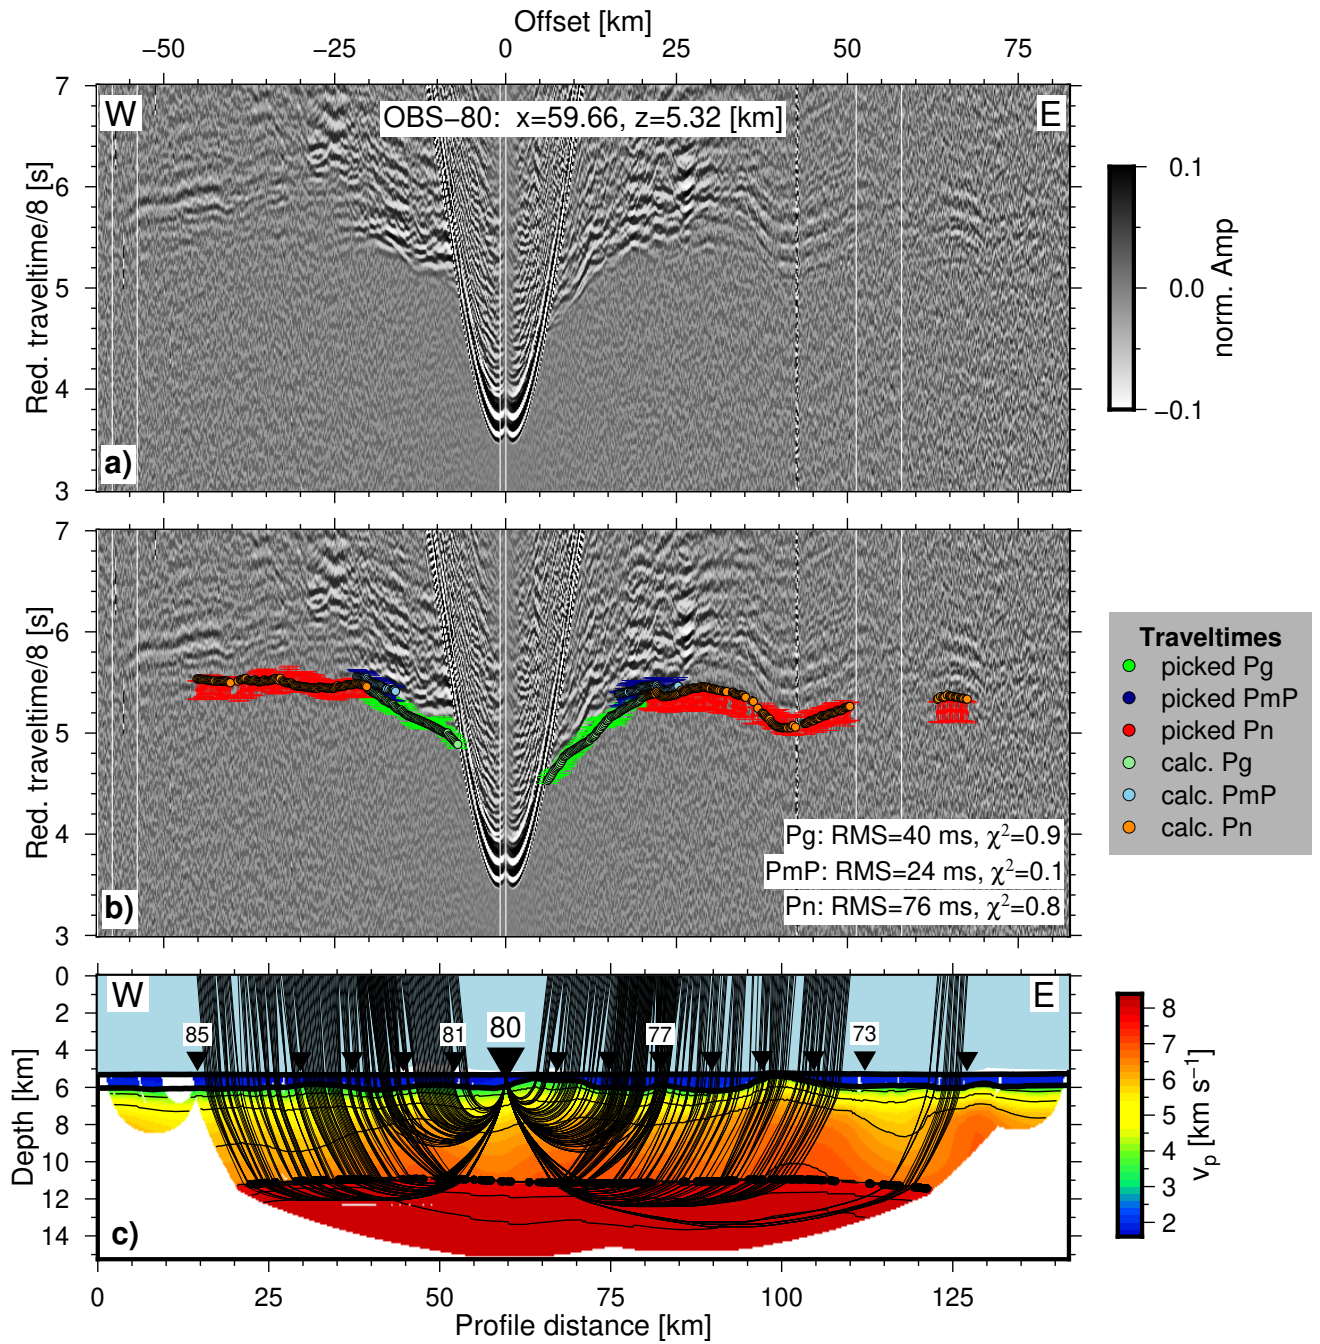 Offset [km]
−50 −25 0 25 50 75
W
OBS−80: x=59.66, z=5.32 [km]
E
7
6
5
4
3
Red. traveltime/8 [s]
a)
0.1
0.0
−0.1
norm. Amp
7
6
5
4
3
Red. traveltime/8 [s]
Pg: RMS=40 ms, χ²=0.9
PmP: RMS=24 ms, χ²=0.1
Pn: RMS=76 ms, χ²=0.8
b)
Traveltimes
picked Pg
picked PmP
picked Pn
calc. Pg
calc. PmP
calc. Pn
0
2
4
6
8
10
12
14
Depth [km]
W
E
85 81 80 77 73
c)
8
7
6
5
4
3
2
vₚ [km s⁻¹]
0 25 50 75 100 125
Profile distance [km]